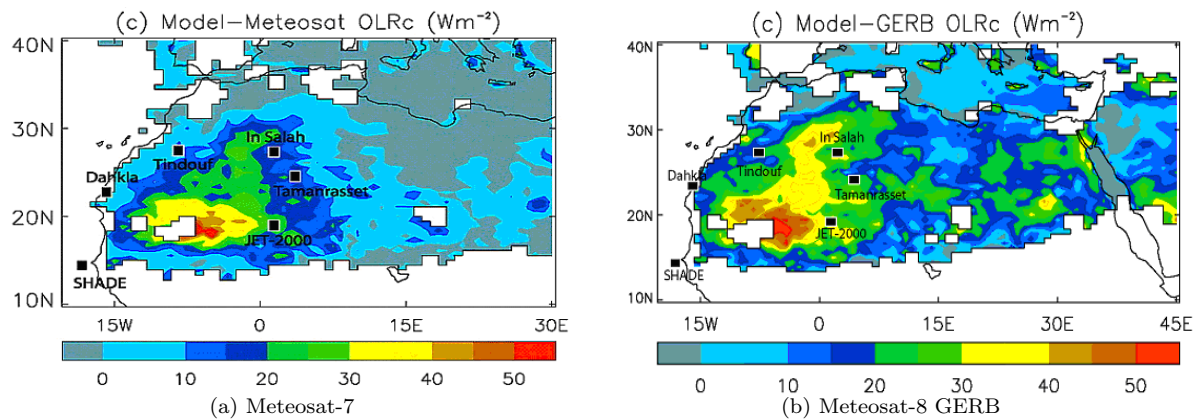 (c) Model-Meteosat OLRc (Wm⁻²)
40N
30N
20N
10N
In Salah
Tindouf
Dahkla
Tamanrasset
JET-2000
SHADE
15W 0 15E 30E
0 10 20 30 40 50
(a) Meteosat-7
(c) Model-GERB OLRc (Wm⁻²)
40N
30N
20N
10N
In Salah
Tindouf
Dahkla
Tamanrasset
JET-2000
SHADE
15W 0 15E 30E 45E
0 10 20 30 40 50
(b) Meteosat-8 GERB